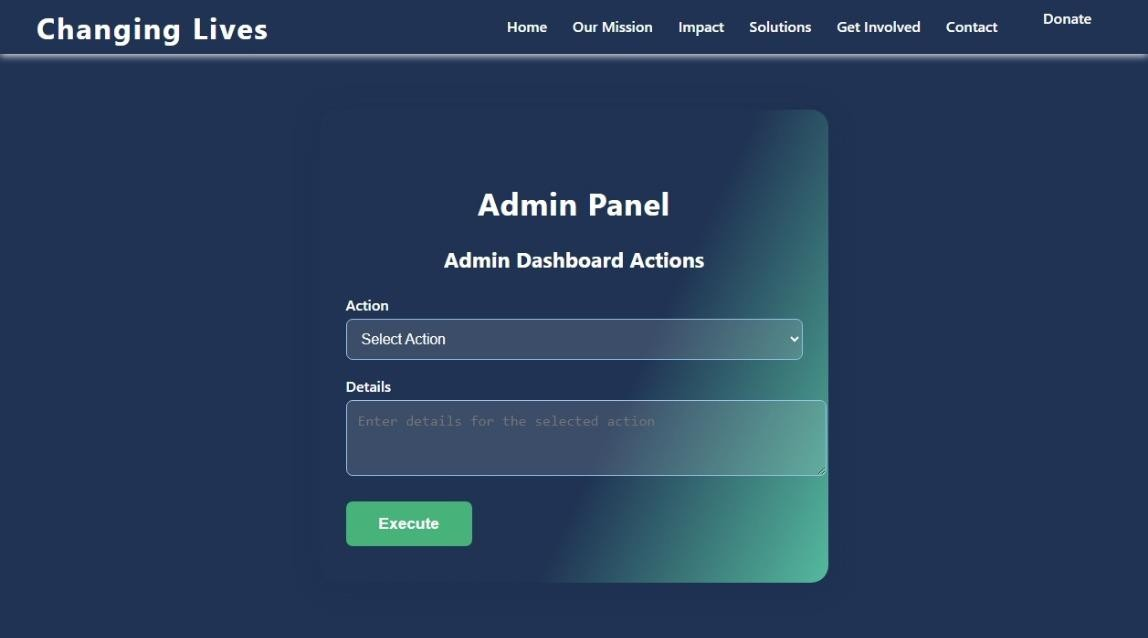 Changing Lives
Home Our Mission Impact Solutions Get Involved Contact Donate
Admin Panel
Admin Dashboard Actions
Action
Select Action
Details
Enter details for the selected action
Execute